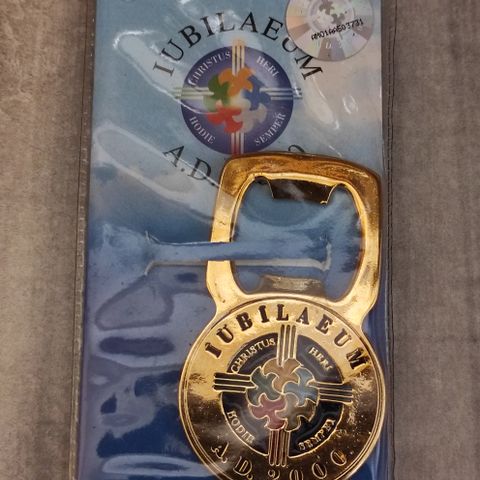 IUBILAEUM
CHRISTUS HERI
HODIE SEMPER
A.D.
IUBILAEUM
CHRISTUS HERI
HODIE SEMPER
A.D. 2000